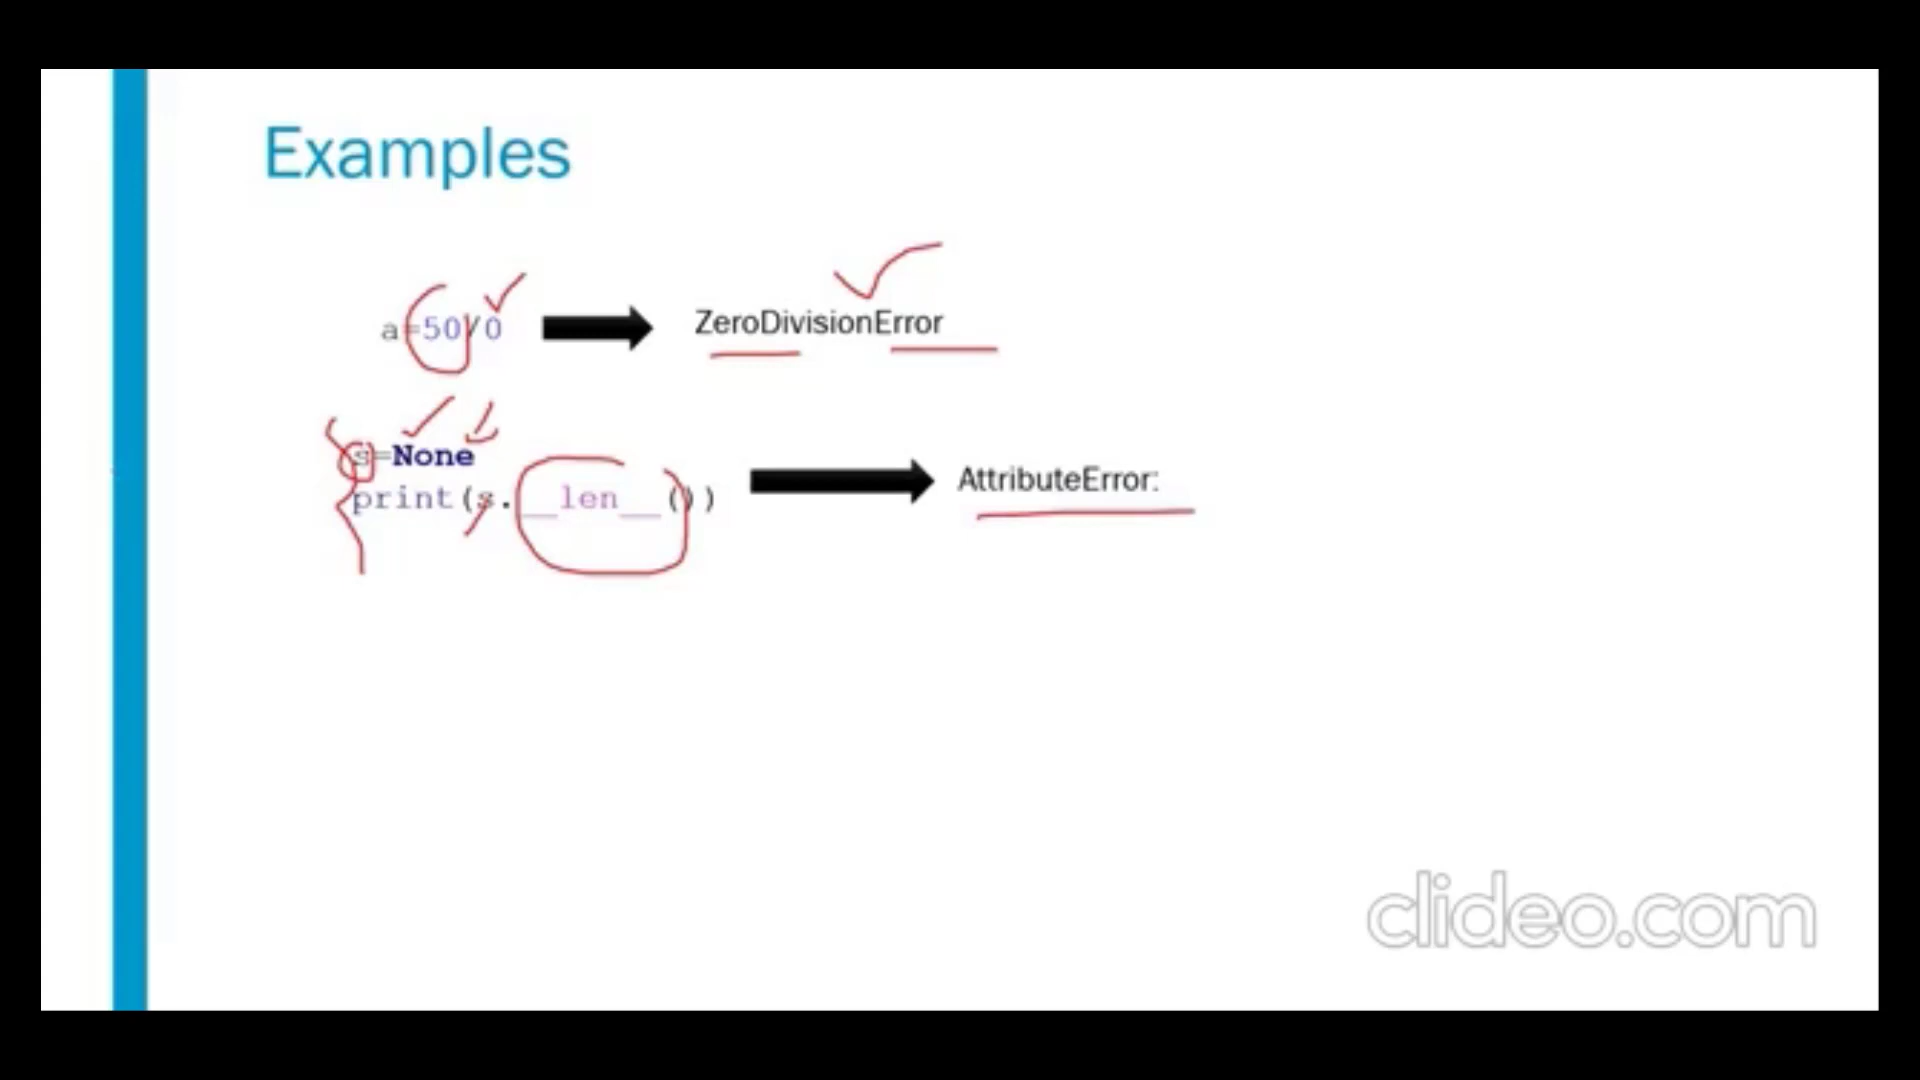 Examples
a=50/0
ZeroDivisionError
s=None
print(s.__len__())
AttributeError:
clideo.com